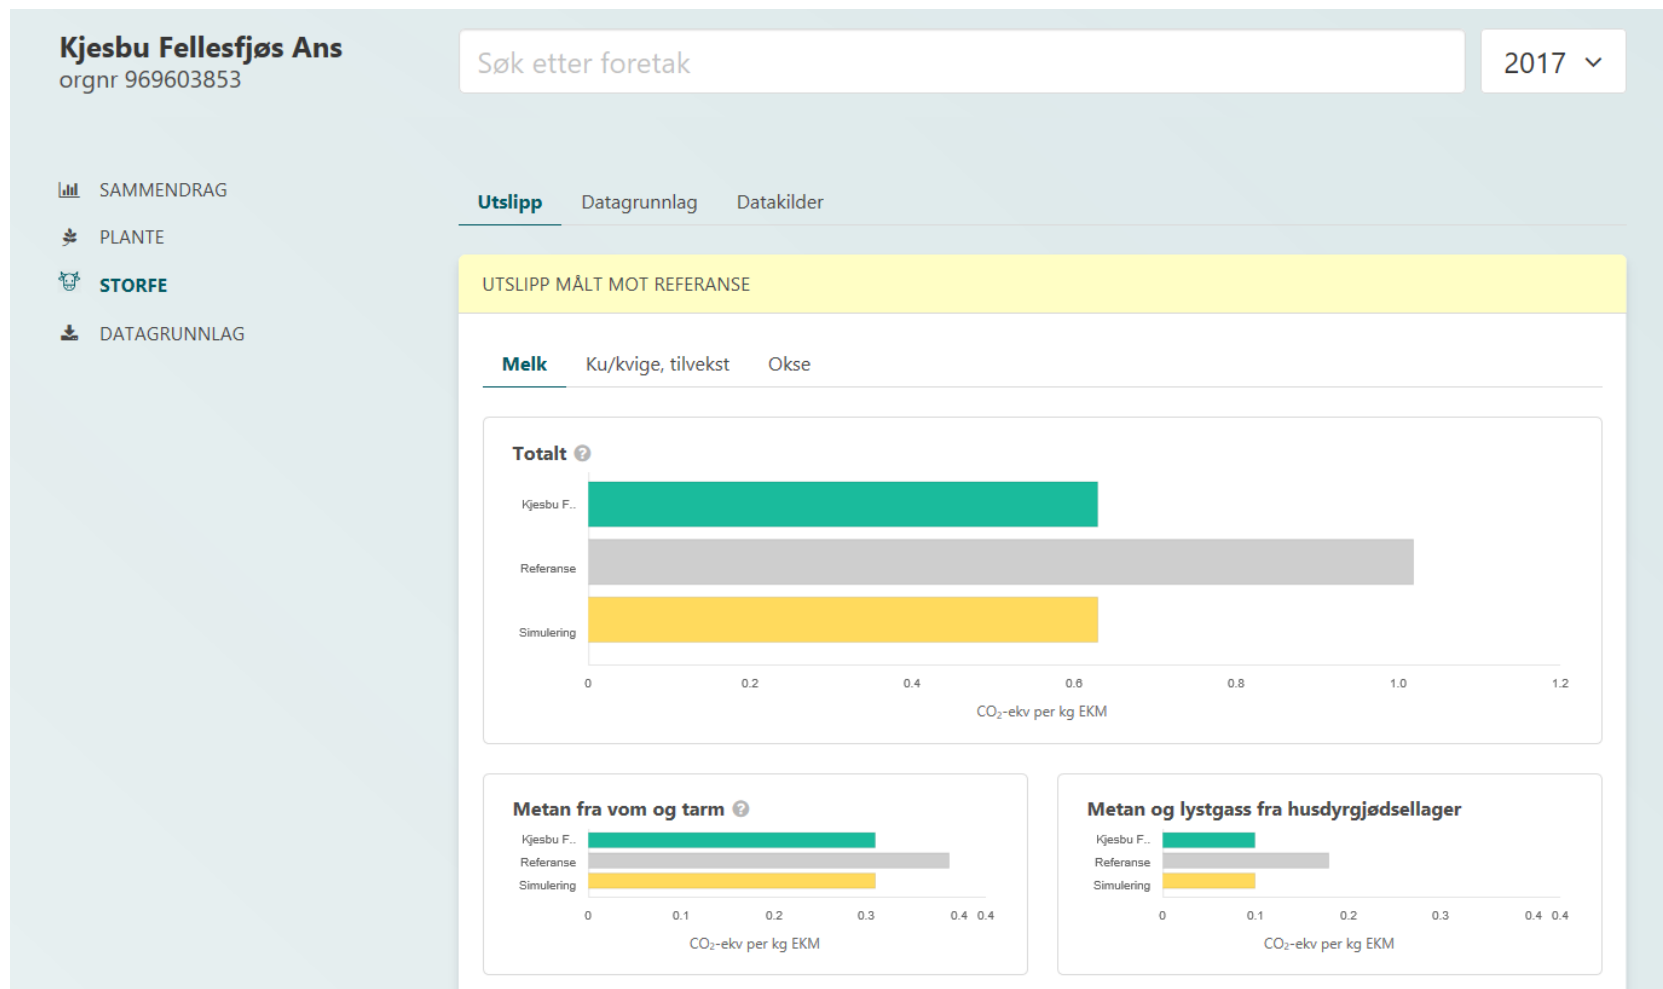 Kjesbu Fellesfjøs Ans
orgnr 969603853
Søk etter foretak
2017
SAMMENDRAG
PLANTE
STORFE
DATAGRUNNLAG
Utslipp Datagrunnlag Datakilder
UTSLIPP MÅLT MOT REFERANSE
Melk Ku/kvige, tilvekst Okse
Totalt ?
Kjesbu F..
Referanse
Simulering
0 0.2 0.4 0.6 0.8 1.0 1.2
CO₂-ekv per kg EKM
Metan fra vom og tarm ?
Kjesbu F..
Referanse
Simulering
0 0.1 0.2 0.3 0.4 0.4
CO₂-ekv per kg EKM
Metan og lystgass fra husdyrgjødsellager
Kjesbu F..
Referanse
Simulering
0 0.1 0.2 0.3 0.4 0.4
CO₂-ekv per kg EKM